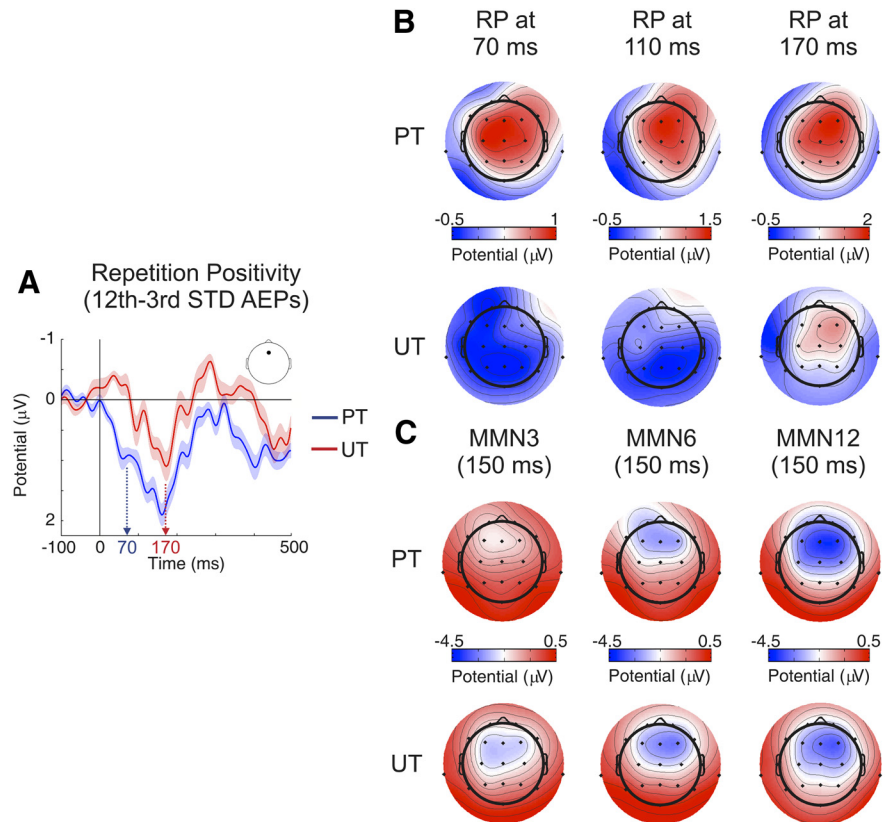 A
Repetition Positivity
(12th-3rd STD AEPs)
-1
0
2
Potential (μV)
-100
0
70
170
500
Time (ms)
PT
UT
B
RP at
70 ms
RP at
110 ms
RP at
170 ms
PT
-0.5
1
-0.5
1.5
-0.5
2
Potential (μV)
Potential (μV)
Potential (μV)
UT
C
MMN3
(150 ms)
MMN6
(150 ms)
MMN12
(150 ms)
PT
-4.5
0.5
-4.5
0.5
-4.5
0.5
Potential (μV)
Potential (μV)
Potential (μV)
UT